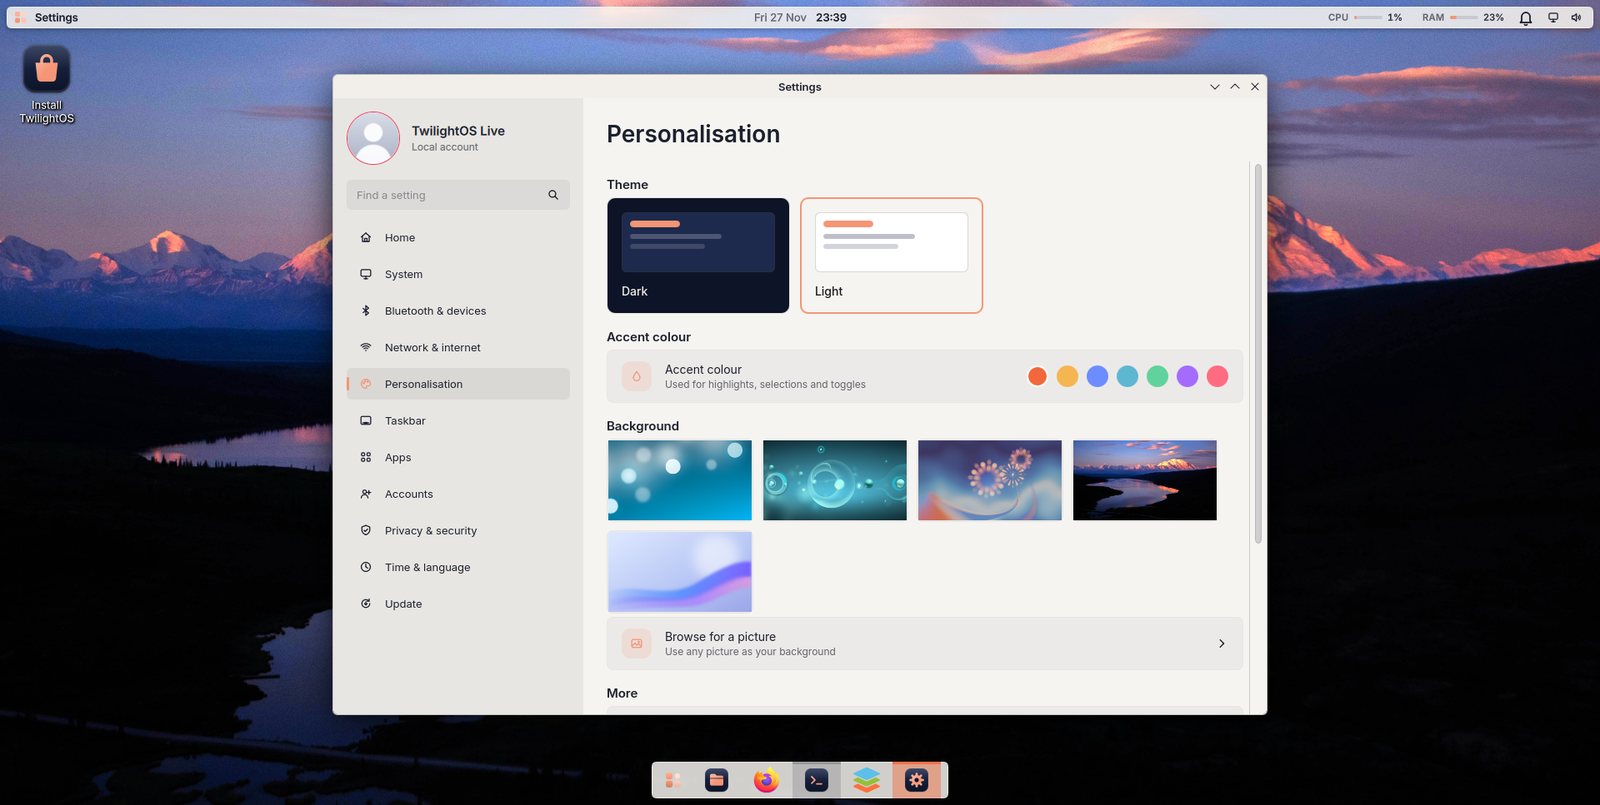 Settings
Fri 27 Nov 23:39
CPU 1% RAM 23%
Install
TwilightOS
Settings
TwilightOS Live
Local account
Find a setting
Home
System
Bluetooth & devices
Network & internet
Personalisation
Taskbar
Apps
Accounts
Privacy & security
Time & language
Update
Personalisation
Theme
Dark
Light
Accent colour
Accent colour
Used for highlights, selections and toggles
Background
Browse for a picture
Use any picture as your background
More